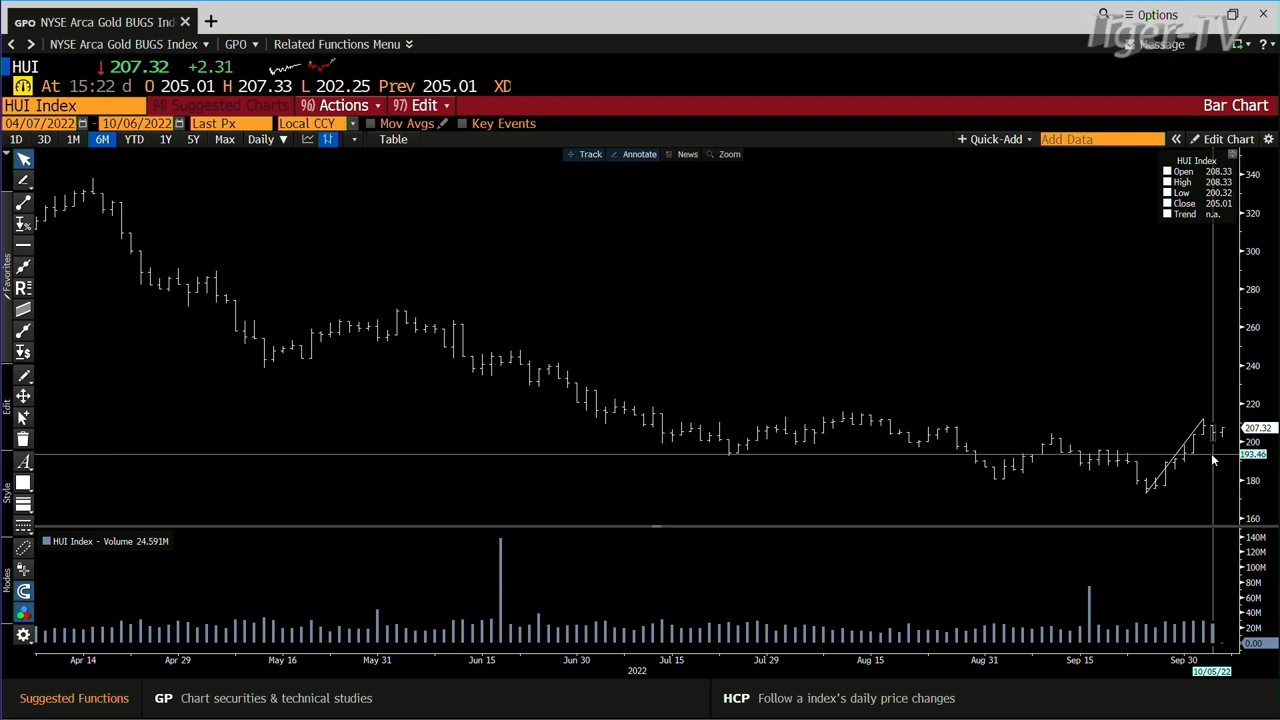 GPO NYSE Arca Gold BUGS Ind
Options
Tiger-TV
NYSE Arca Gold BUGS Index GPO Related Functions Menu Message
HUI 207.32 +2.31
At 15:22 d O 205.01 H 207.33 L 202.25 Prev 205.01 XD
HUI Index 94) Suggested Charts 96) Actions 97) Edit Bar Chart
04/07/2022 - 10/06/2022 Last Px Local CCY Mov Avgs Key Events
1D 3D 1M 6M YTD 1Y 5Y Max Daily Table + Quick-Add Add Data Edit Chart
Track Annotate News Zoom
HUI Index
Open 208.33
High 208.33
Low 200.32
Close 205.01
Trend n.a.
Favorites
Edit
Style
Modes
340
320
300
280
260
240
220
207.32
200
193.46
180
160
HUI Index - Volume 24.591M
140M
120M
100M
80M
60M
40M
20M
0.00
Apr 14 Apr 29 May 16 May 31 Jun 15 Jun 30 Jul 15 Jul 29 Aug 15 Aug 31 Sep 15 Sep 30
2022 10/05/22
Suggested Functions GP Chart securities & technical studies HCP Follow a index's daily price changes